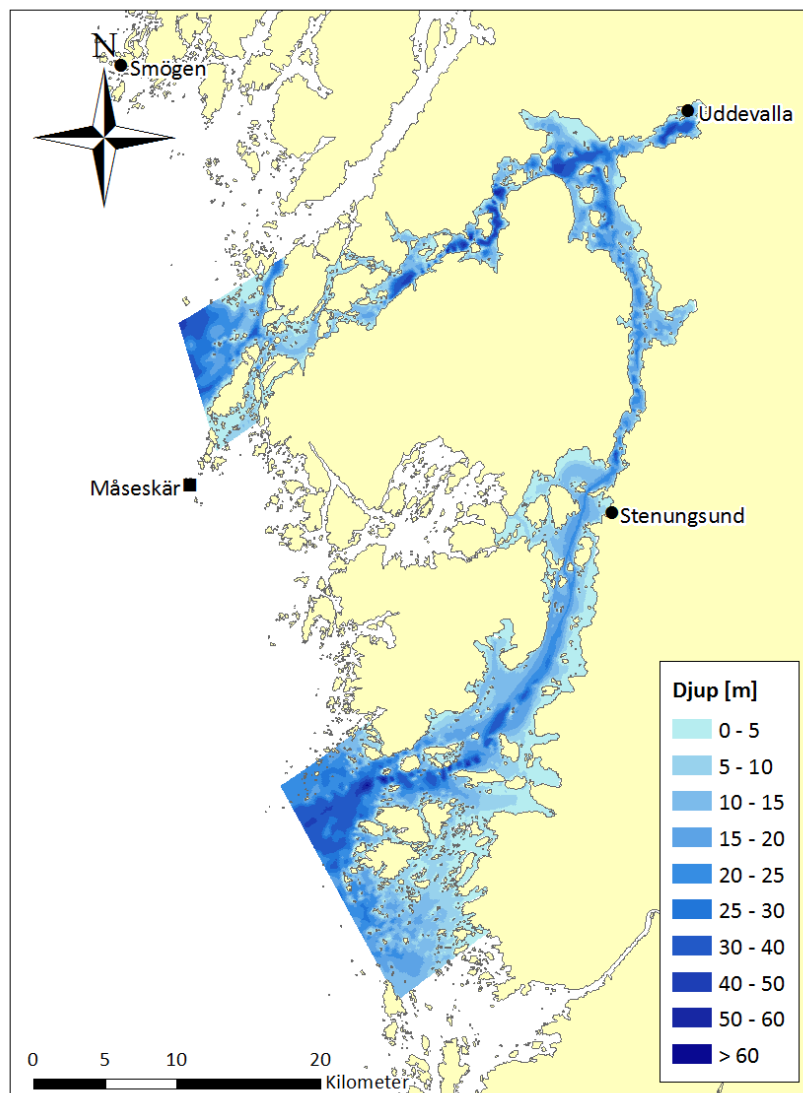 N
Smögen
Uddevalla
Måseskär
Stenungsund
Djup [m]
0 - 5
5 - 10
10 - 15
15 - 20
20 - 25
25 - 30
30 - 40
40 - 50
50 - 60
> 60
0 5 10 20
Kilometer